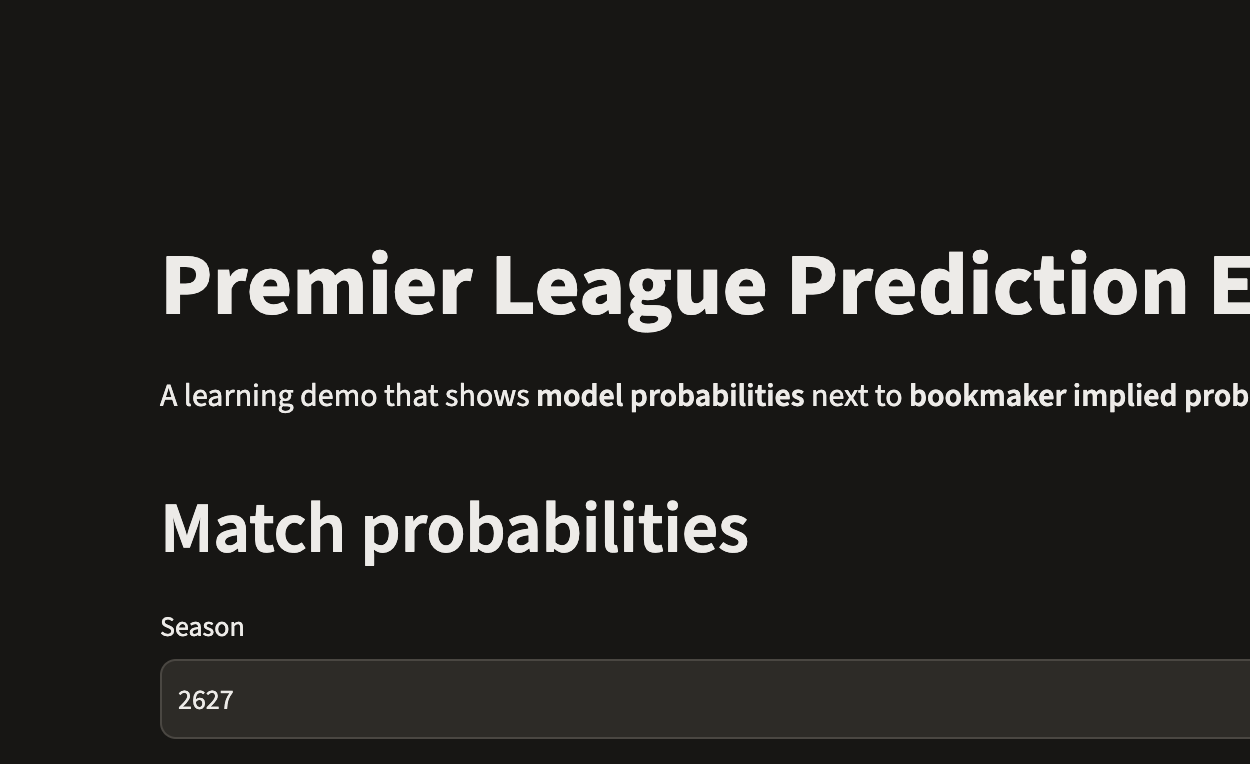 Premier League Prediction E
A learning demo that shows model probabilities next to bookmaker implied prob
Match probabilities
Season
2627